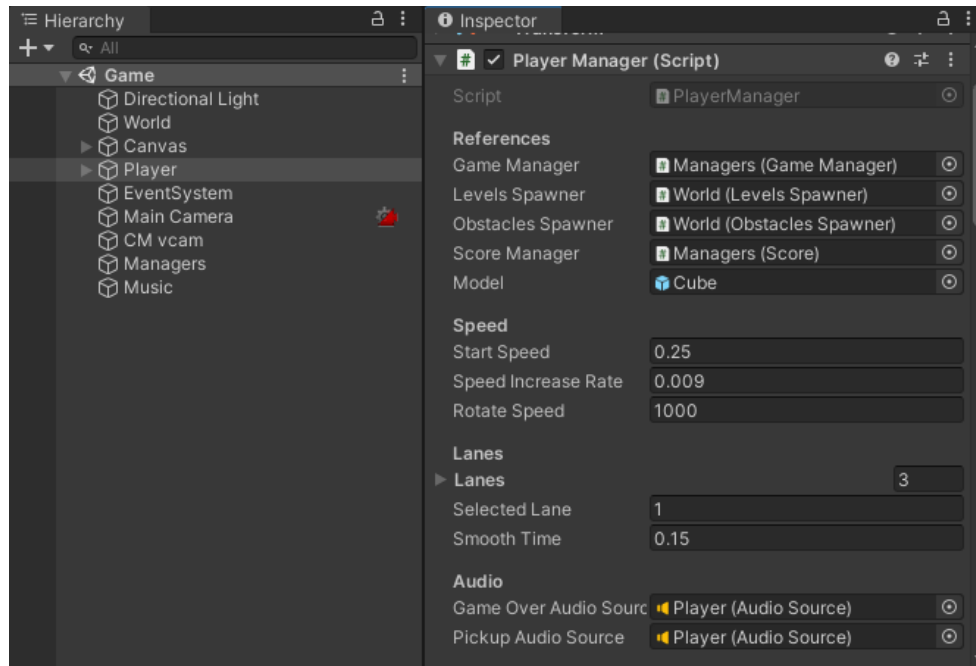 Hierarchy
All
Game
Directional Light
World
Canvas
Player
EventSystem
Main Camera
CM vcam
Managers
Music
Inspector
# Player Manager (Script)
Script PlayerManager
References
Game Manager Managers (Game Manager)
Levels Spawner World (Levels Spawner)
Obstacles Spawner World (Obstacles Spawner)
Score Manager Managers (Score)
Model Cube
Speed
Start Speed 0.25
Speed Increase Rate 0.009
Rotate Speed 1000
Lanes
Lanes 3
Selected Lane 1
Smooth Time 0.15
Audio
Game Over Audio Sourc Player (Audio Source)
Pickup Audio Source Player (Audio Source)